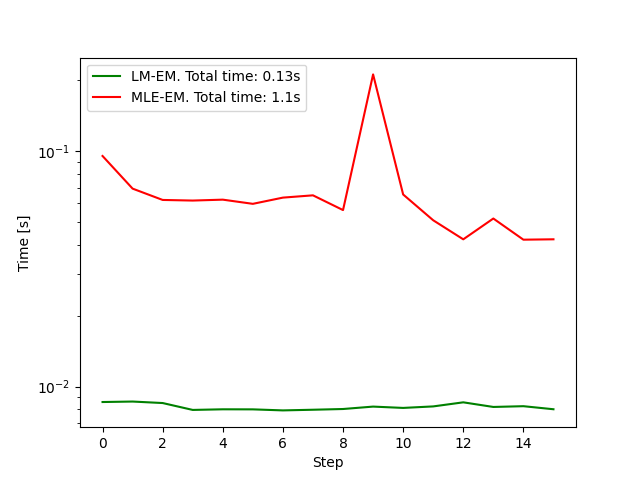 LM-EM. Total time: 0.13s
MLE-EM. Total time: 1.1s
10⁻¹
10⁻²
Time [s]
0 2 4 6 8 10 12 14
Step